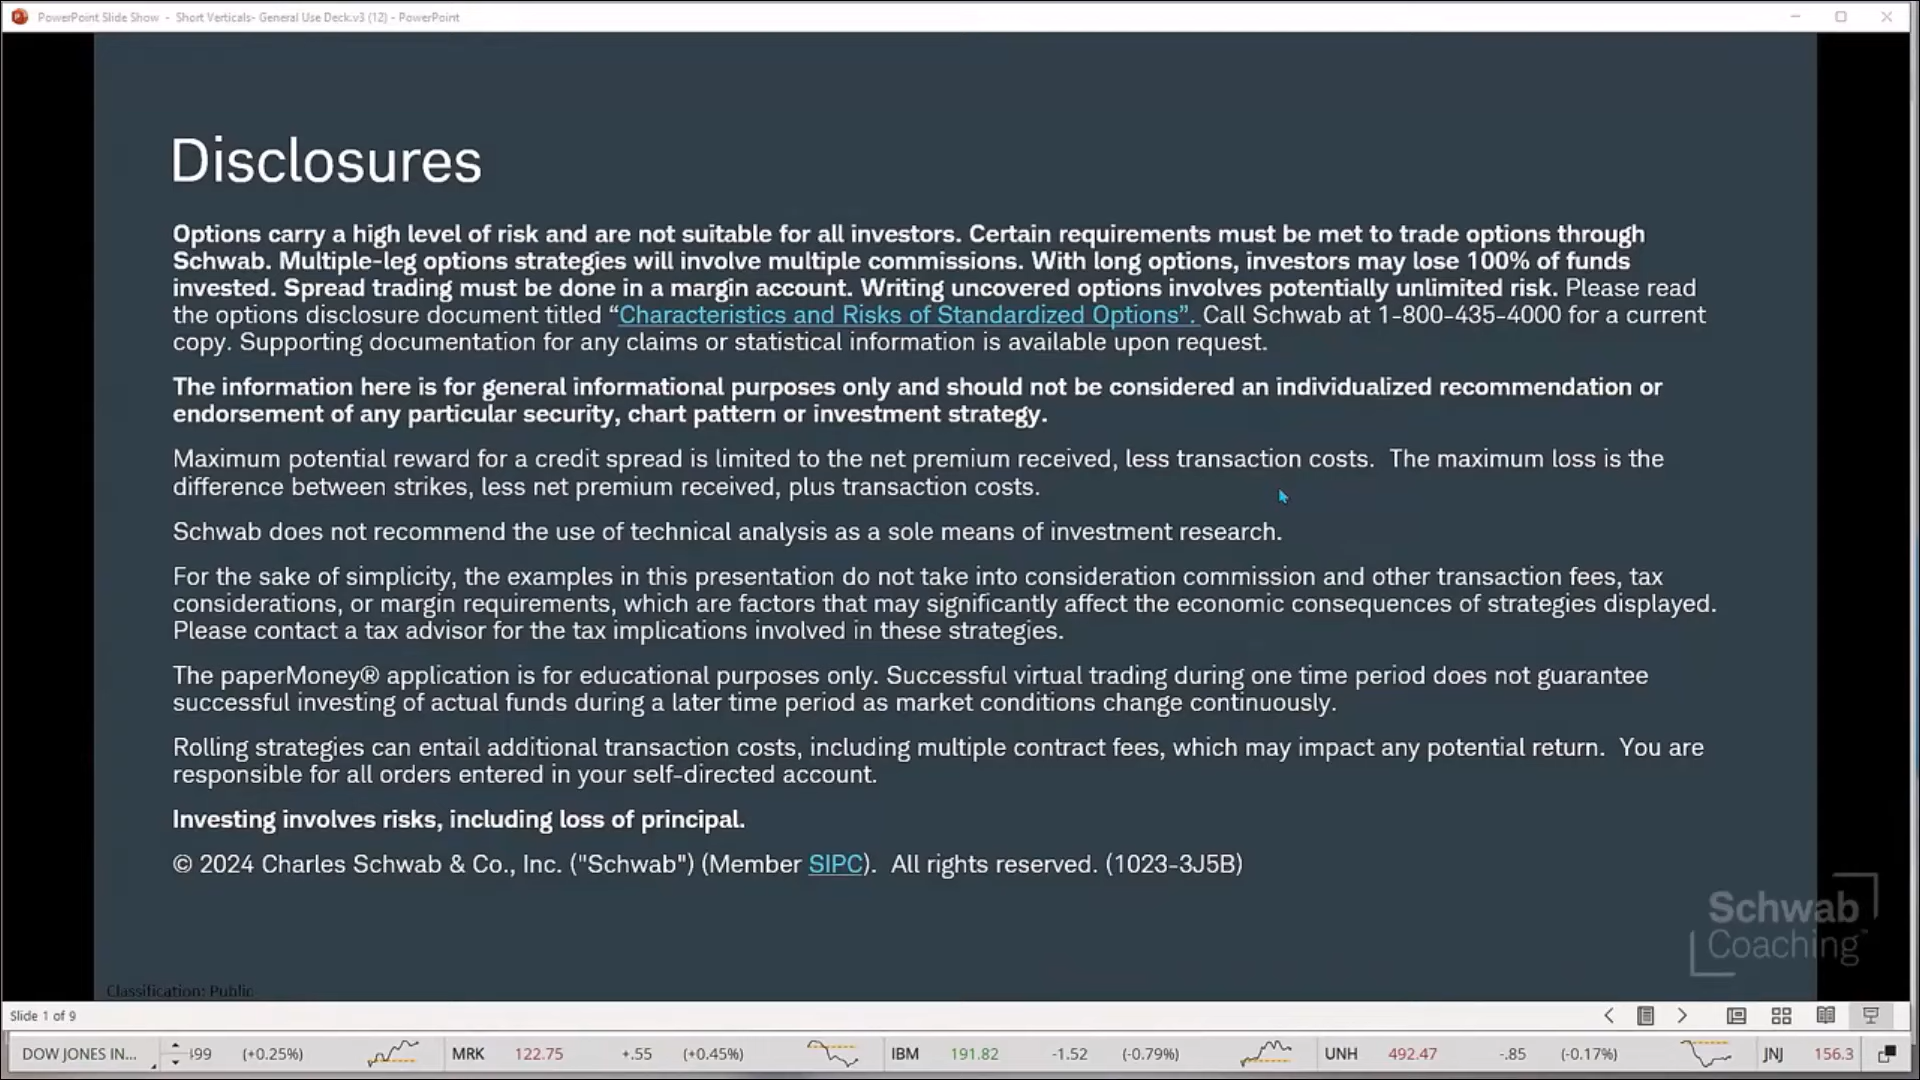 PowerPoint Slide Show - Short Verticals- General Use Deck.v3 (12) - PowerPoint
Disclosures
Options carry a high level of risk and are not suitable for all investors. Certain requirements must be met to trade options through
Schwab. Multiple-leg options strategies will involve multiple commissions. With long options, investors may lose 100% of funds
invested. Spread trading must be done in a margin account. Writing uncovered options involves potentially unlimited risk. Please read
the options disclosure document titled “Characteristics and Risks of Standardized Options”. Call Schwab at 1-800-435-4000 for a current
copy. Supporting documentation for any claims or statistical information is available upon request.
The information here is for general informational purposes only and should not be considered an individualized recommendation or
endorsement of any particular security, chart pattern or investment strategy.
Maximum potential reward for a credit spread is limited to the net premium received, less transaction costs. The maximum loss is the
difference between strikes, less net premium received, plus transaction costs.
Schwab does not recommend the use of technical analysis as a sole means of investment research.
For the sake of simplicity, the examples in this presentation do not take into consideration commission and other transaction fees, tax
considerations, or margin requirements, which are factors that may significantly affect the economic consequences of strategies displayed.
Please contact a tax advisor for the tax implications involved in these strategies.
The paperMoney® application is for educational purposes only. Successful virtual trading during one time period does not guarantee
successful investing of actual funds during a later time period as market conditions change continuously.
Rolling strategies can entail additional transaction costs, including multiple contract fees, which may impact any potential return. You are
responsible for all orders entered in your self-directed account.
Investing involves risks, including loss of principal.
© 2024 Charles Schwab & Co., Inc. ("Schwab") (Member SIPC). All rights reserved. (1023-3J5B)
Schwab
Coaching™
Classification: Public
Slide 1 of 9
DOW JONES IN... 499 (+0.25%) MRK 122.75 +.55 (+0.45%) IBM 191.82 -1.52 (-0.79%) UNH 492.47 -.85 (-0.17%) JNJ 156.3